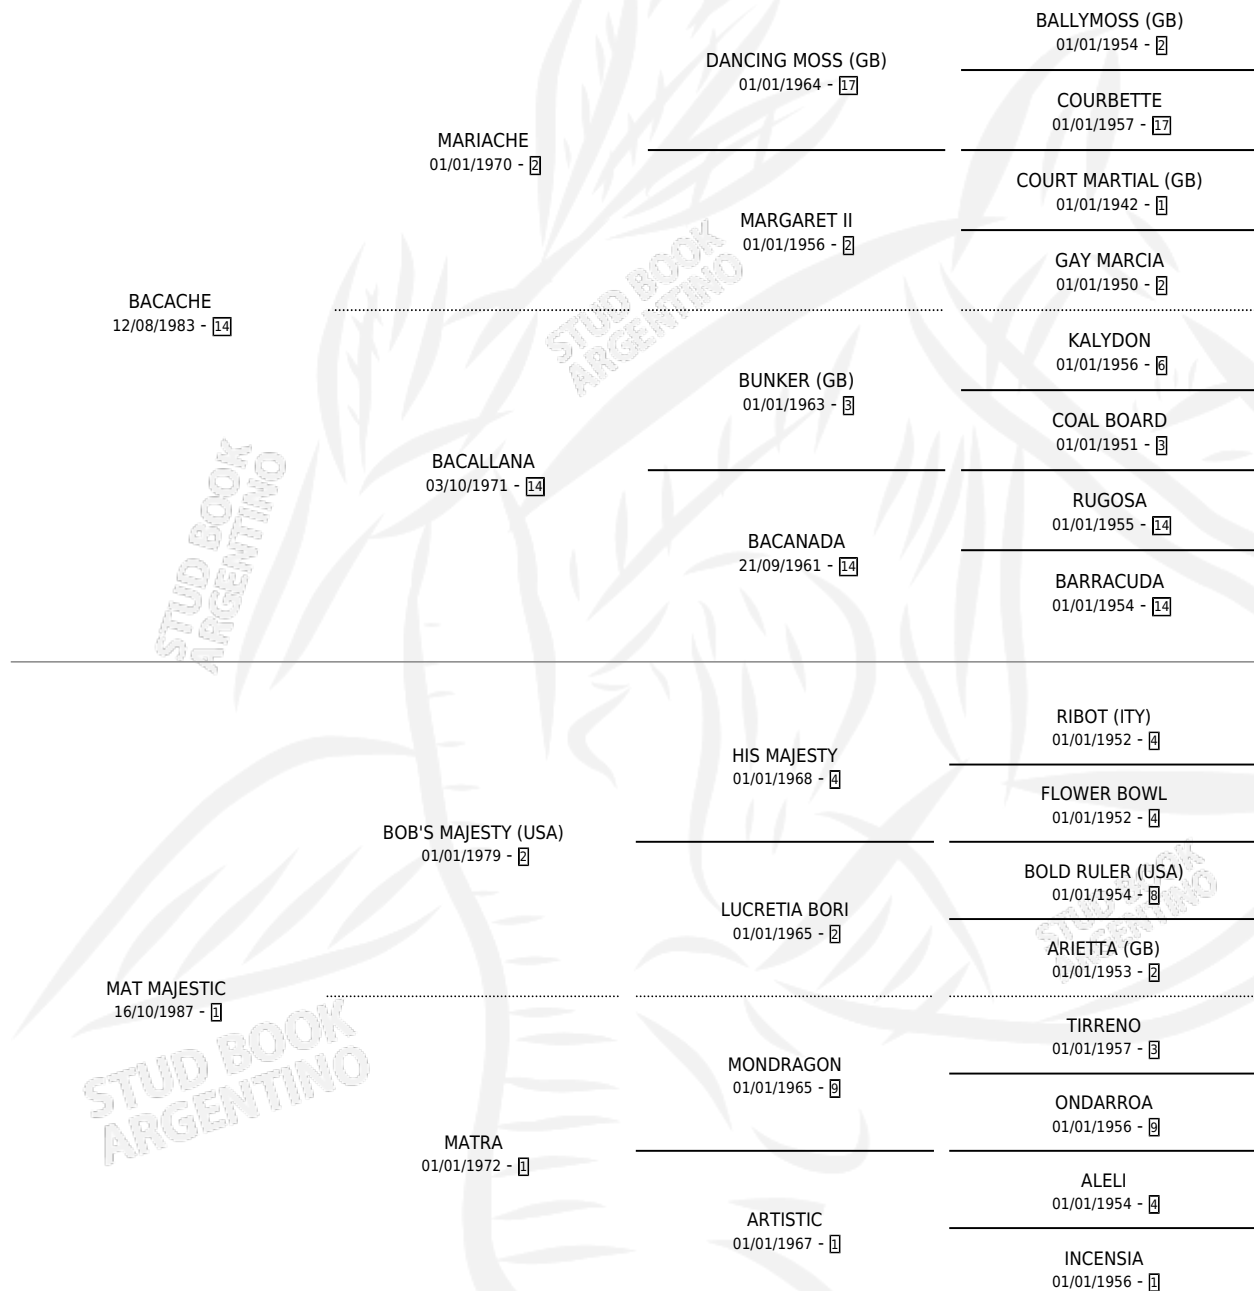 BALLYMOSS (GB)
01/01/1954 - 2
DANCING MOSS (GB)
01/01/1964 - 17
COURBETTE
01/01/1957 - 17
MARIACHE
01/01/1970 - 2
COURT MARTIAL (GB)
01/01/1942 - 1
MARGARET II
01/01/1956 - 2
GAY MARCIA
01/01/1950 - 2
BACACHE
12/08/1983 - 14
KALYDON
01/01/1956 - 6
BUNKER (GB)
01/01/1963 - 3
COAL BOARD
01/01/1951 - 3
BACALLANA
03/10/1971 - 14
RUGOSA
01/01/1955 - 14
BACANADA
21/09/1961 - 14
BARRACUDA
01/01/1954 - 14
RIBOT (ITY)
01/01/1952 - 4
HIS MAJESTY
01/01/1968 - 4
FLOWER BOWL
01/01/1952 - 4
BOB'S MAJESTY (USA)
01/01/1979 - 2
BOLD RULER (USA)
01/01/1954 - 8
LUCRETIA BORI
01/01/1965 - 2
ARIETTA (GB)
01/01/1953 - 2
MAT MAJESTIC
16/10/1987 - 1
TIRRENO
01/01/1957 - 3
MONDRAGON
01/01/1965 - 9
ONDARROA
01/01/1956 - 9
MATRA
01/01/1972 - 1
ALELI
01/01/1954 - 4
ARTISTIC
01/01/1967 - 1
INCENSIA
01/01/1956 - 1
STUD BOOK
ARGENTINO
STUD BOOK
ARGENTINO
STUD BOOK
ARGENTINO
STUD BOOK
ARGENTINO